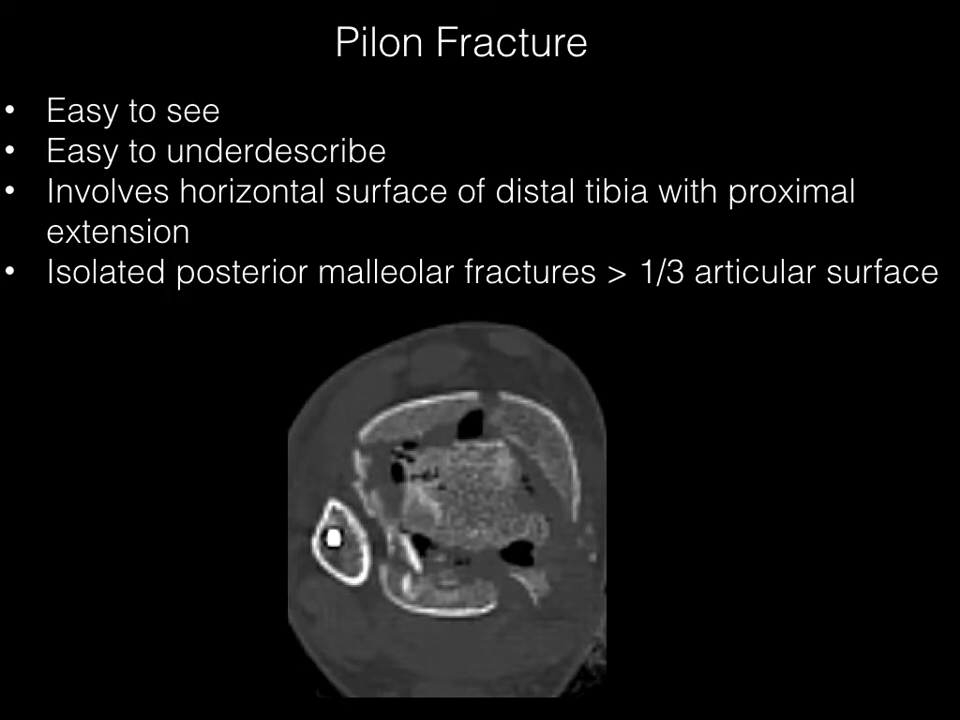 Pilon Fracture
• Easy to see
• Easy to underdescribe
• Involves horizontal surface of distal tibia with proximal
extension
• Isolated posterior malleolar fractures > 1/3 articular surface